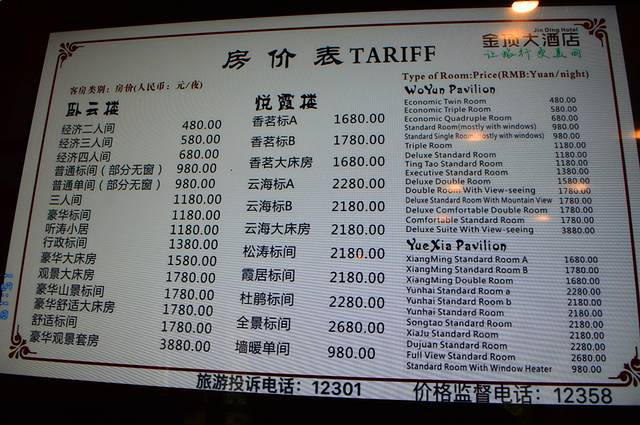 房价表 TARIFF
Jin Ding Hotel
金顶大酒店
让旅行更美好
客房类别：房价(人民币：元/夜)
卧云楼
经济二人间 480.00
经济三人间 580.00
经济四人间 680.00
普通标间（部分无窗） 980.00
普通单间（部分无窗） 980.00
三人间 1180.00
豪华标间 1180.00
听涛小居 1180.00
行政标间 1380.00
豪华大床房 1580.00
观景大床房 1780.00
豪华山景标间 1780.00
豪华舒适大床房 1780.00
舒适标间 1780.00
豪华观景套房 3880.00
悦霞楼
香茗标A 1680.00
香茗标B 1780.00
香茗大床房 1680.00
云海标A 2280.00
云海标B 2180.00
云海大床房 2180.00
松涛标间 2180.00
霞居标间 2180.00
杜鹃标间 2280.00
全景标间 2680.00
墙暖单间 980.00
Type of Room:Price(RMB:Yuan/night)
WoYun Pavilion
Economic Twin Room 480.00
Economic Triple Room 580.00
Economic Quadruple Room 680.00
Standard Room(mostly with windows) 980.00
Standard Single Room(mostly with windows) 980.00
Triple Room 1180.00
Deluxe Standard Room 1180.00
Ting Tao Standard Room 1180.00
Executive Standard Room 1380.00
Deluxe Double Room 1580.00
Double Room With View-seeing 1780.00
Deluxe Standard Room With Mountain View 1780.00
Deluxe Comfortable Double Room 1780.00
Comfortable Standard Room 1780.00
Deluxe Suite With View-seeing 3880.00
YueXia Pavilion
XiangMing Standard Room A 1680.00
XiangMing Standard Room B 1780.00
XiangMing Double Room 1680.00
Yunhai Standard Room a 2280.00
Yunhai Standard Room b 2180.00
Yunhai Standard Room 2180.00
Songtao Standard Room 2180.00
XiaJu Standard Room 2180.00
Dujuan Standard Room 2280.00
Full View Standard Room 2680.00
Standard Room With Window Heater 980.00
旅游投诉电话：12301
价格监督电话：12358